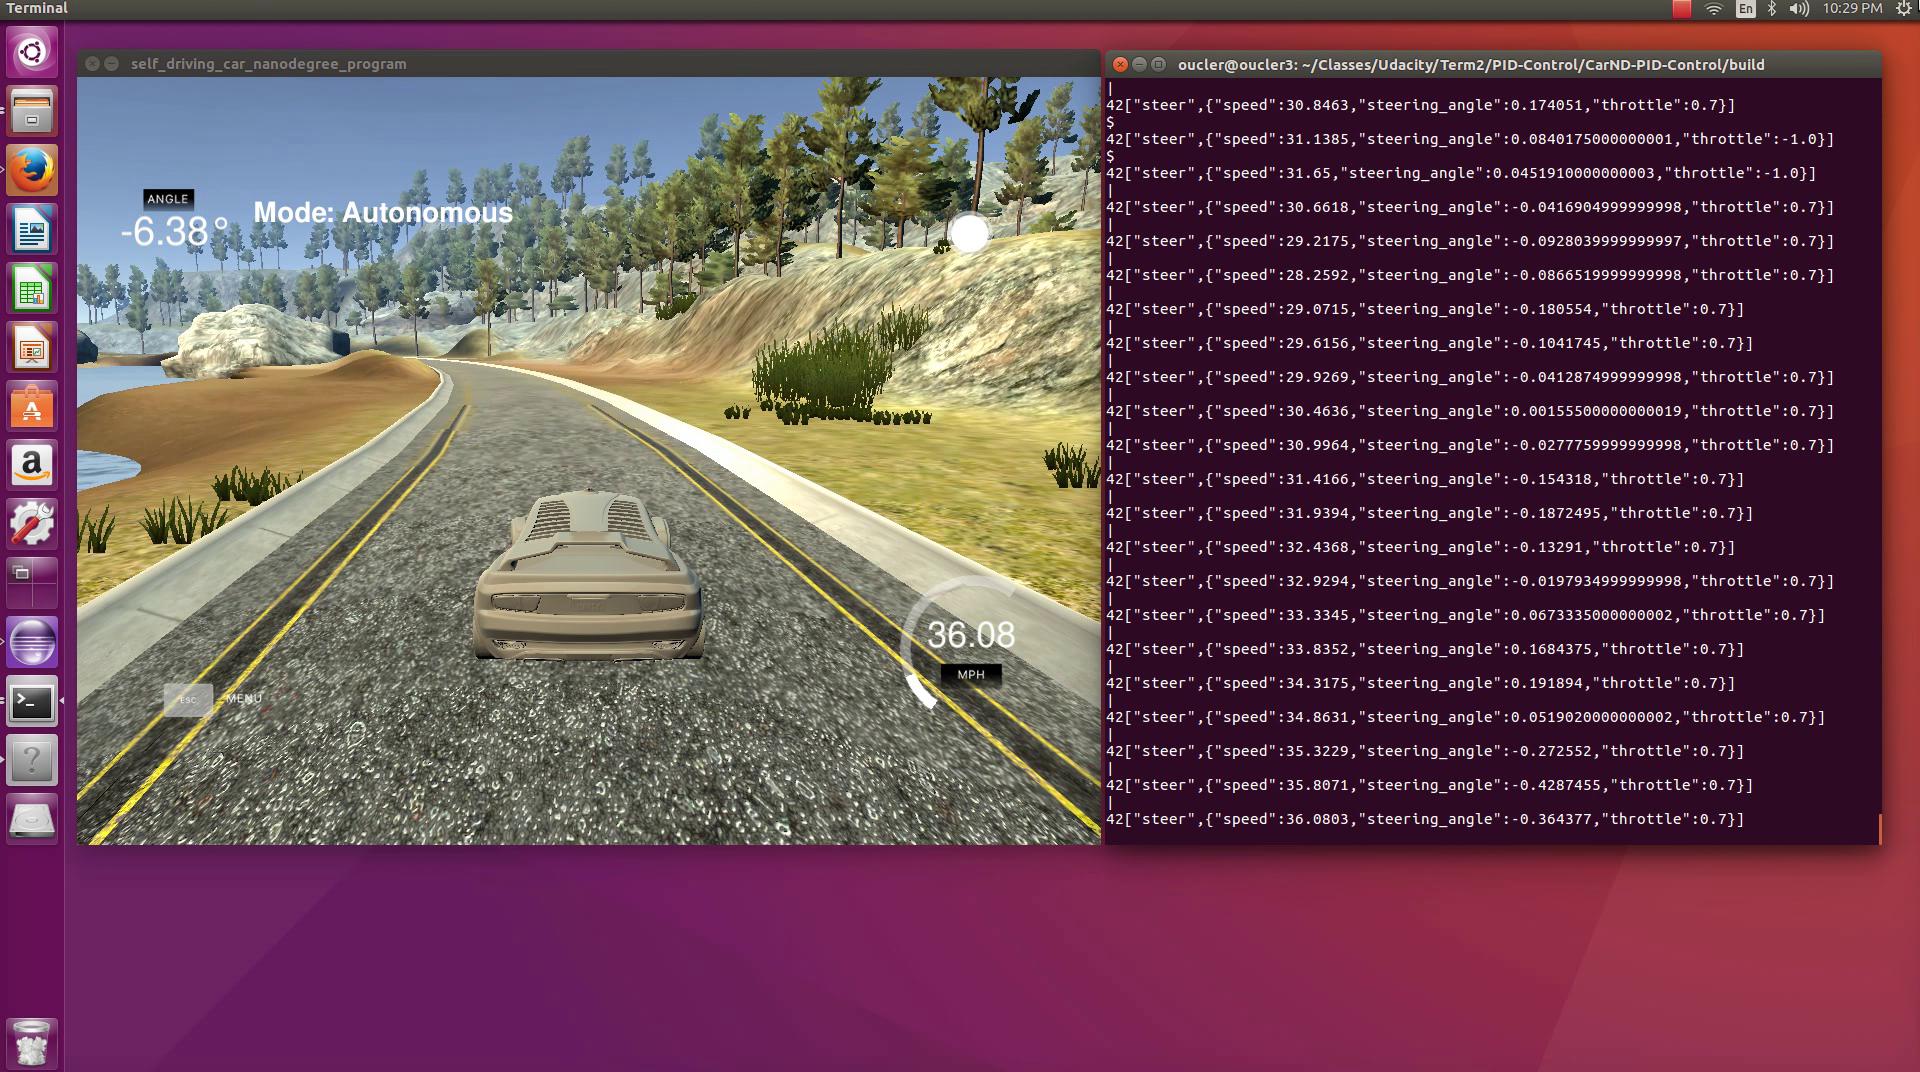 Terminal
En
10:29 PM
self_driving_car_nanodegree_program
ANGLE
-6.38°
Mode: Autonomous
36.08
MPH
ESC
MENU
oucler@oucler3: ~/Classes/Udacity/Term2/PID-Control/CarND-PID-Control/build
|
42["steer",{"speed":30.8463,"steering_angle":0.174051,"throttle":0.7}]
$
42["steer",{"speed":31.1385,"steering_angle":0.0840175000000001,"throttle":-1.0}]
$
42["steer",{"speed":31.65,"steering_angle":0.0451910000000003,"throttle":-1.0}]
|
42["steer",{"speed":30.6618,"steering_angle":-0.0416904999999998,"throttle":0.7}]
|
42["steer",{"speed":29.2175,"steering_angle":-0.0928039999999997,"throttle":0.7}]
|
42["steer",{"speed":28.2592,"steering_angle":-0.0866519999999998,"throttle":0.7}]
|
42["steer",{"speed":29.0715,"steering_angle":-0.180554,"throttle":0.7}]
|
42["steer",{"speed":29.6156,"steering_angle":-0.1041745,"throttle":0.7}]
|
42["steer",{"speed":29.9269,"steering_angle":-0.0412874999999998,"throttle":0.7}]
|
42["steer",{"speed":30.4636,"steering_angle":0.00155500000000019,"throttle":0.7}]
|
42["steer",{"speed":30.9964,"steering_angle":-0.0277759999999998,"throttle":0.7}]
|
42["steer",{"speed":31.4166,"steering_angle":-0.154318,"throttle":0.7}]
|
42["steer",{"speed":31.9394,"steering_angle":-0.1872495,"throttle":0.7}]
|
42["steer",{"speed":32.4368,"steering_angle":-0.13291,"throttle":0.7}]
|
42["steer",{"speed":32.9294,"steering_angle":-0.0197934999999998,"throttle":0.7}]
|
42["steer",{"speed":33.3345,"steering_angle":0.0673335000000002,"throttle":0.7}]
|
42["steer",{"speed":33.8352,"steering_angle":0.1684375,"throttle":0.7}]
|
42["steer",{"speed":34.3175,"steering_angle":0.191894,"throttle":0.7}]
|
42["steer",{"speed":34.8631,"steering_angle":0.0519020000000002,"throttle":0.7}]
|
42["steer",{"speed":35.3229,"steering_angle":-0.272552,"throttle":0.7}]
|
42["steer",{"speed":35.8071,"steering_angle":-0.4287455,"throttle":0.7}]
|
42["steer",{"speed":36.0803,"steering_angle":-0.364377,"throttle":0.7}]